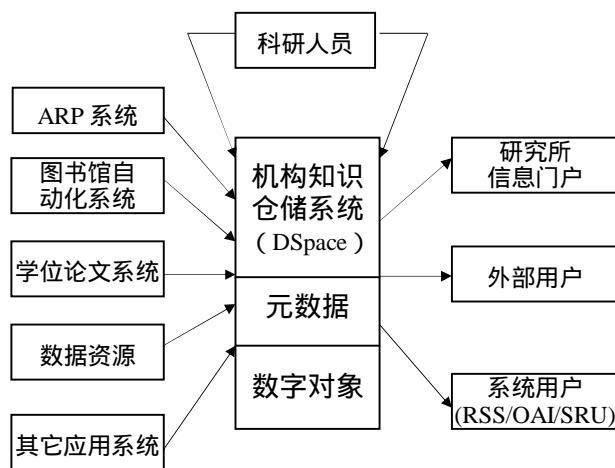 科研人员
ARP 系统
图书馆自
动化系统
学位论文系统
数据资源
其它应用系统
机构知识
仓储系统
（DSpace）
元数据
数字对象
研究所
信息门户
外部用户
系统用户
(RSS/OAI/SRU)